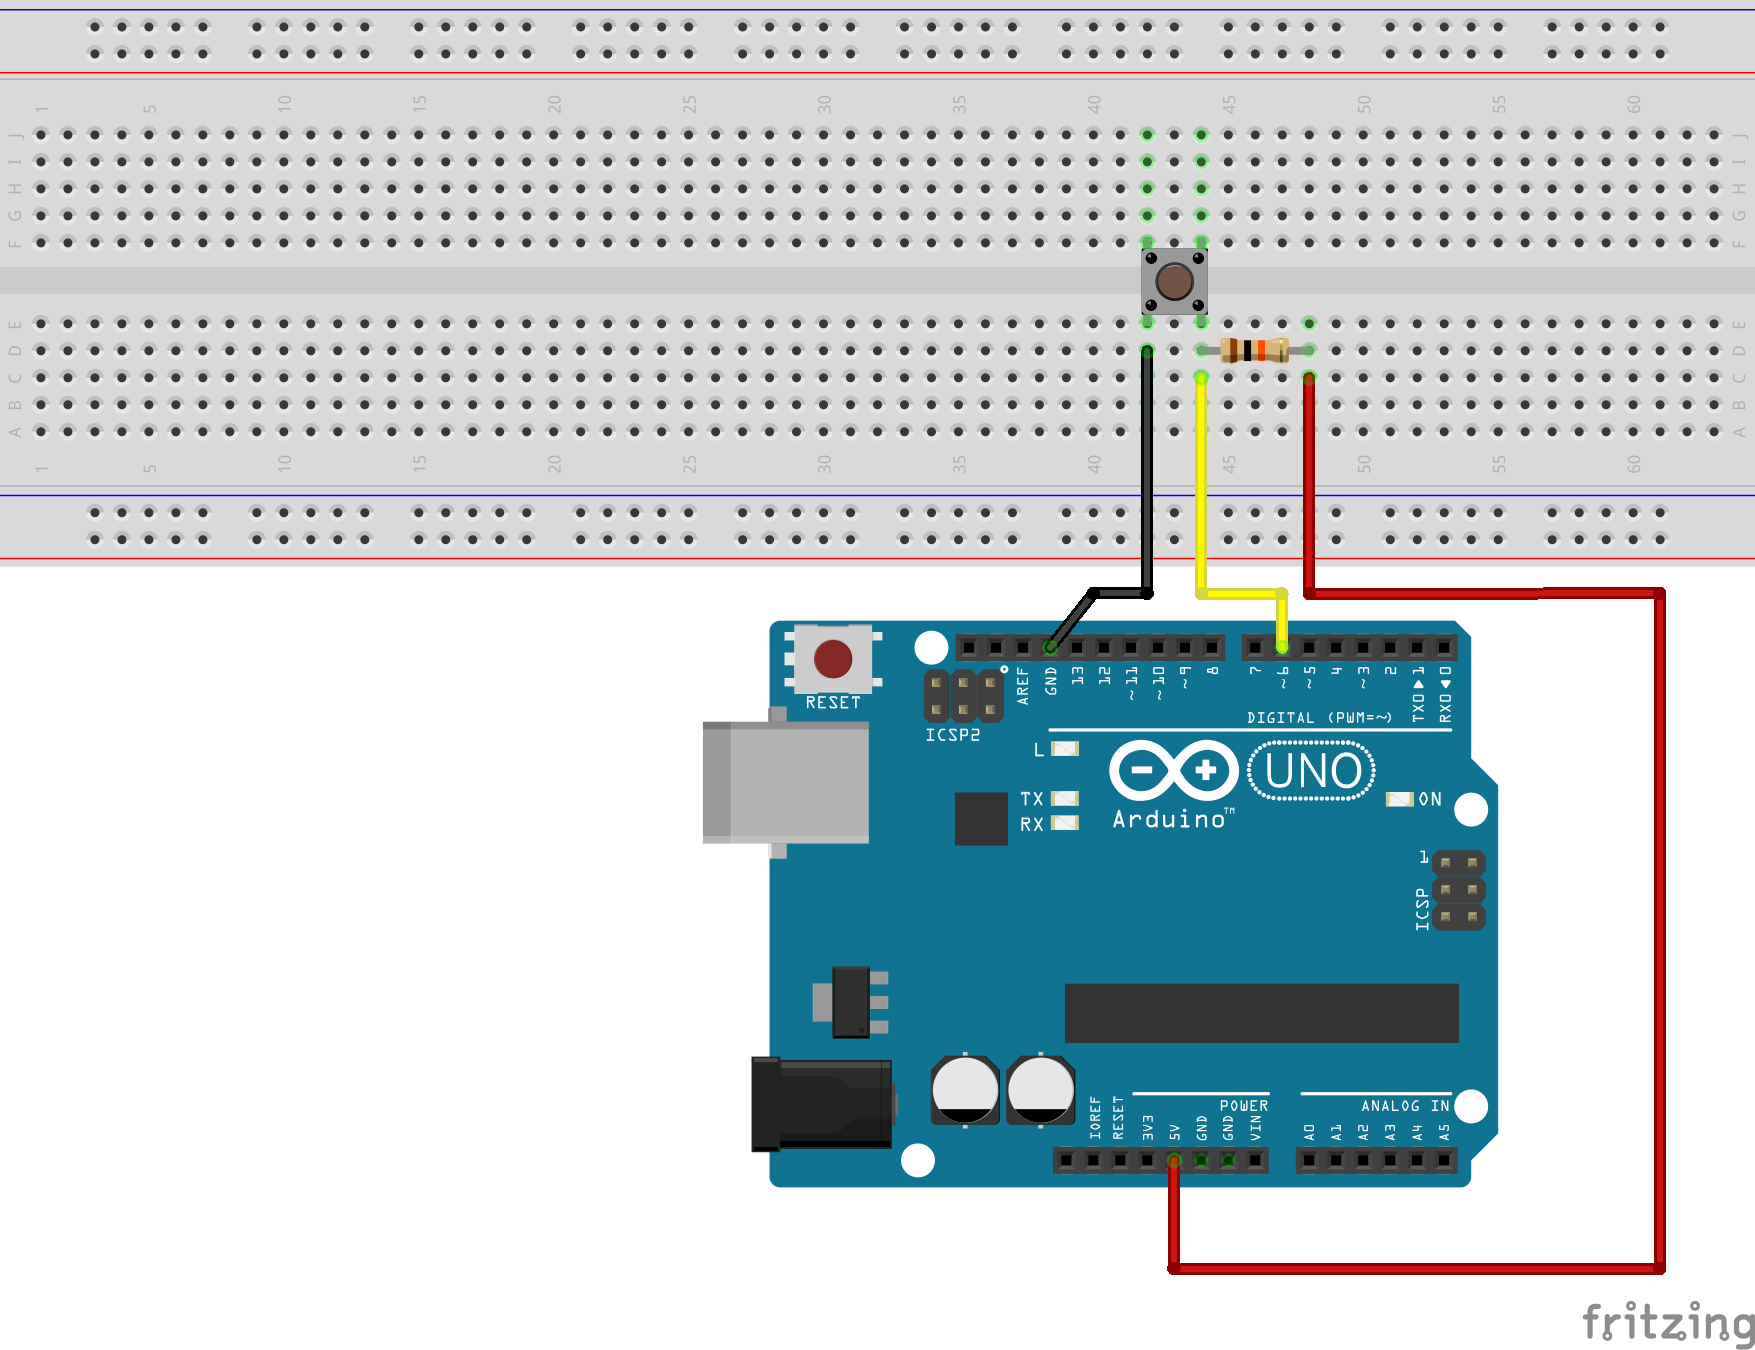 1 5 10 15 20 25 30 35 40 45 50 55 60
J J
I I
H H
G G
F F
E E
D D
C C
B B
A A
1 5 10 15 20 25 30 35 40 45 50 55 60
RESET
ICSP2
AREF
GND
13
12
~11
~10
~9
8
7
~6
~5
4
~3
2
TX0▶1
RX0◀0
DIGITAL (PWM=~)
L
TX
RX
Arduino™
UNO
ON
1
ICSP
IOREF
RESET
3V3
5V
GND
GND
VIN
POWER
A0
A1
A2
A3
A4
A5
ANALOG IN
fritzing